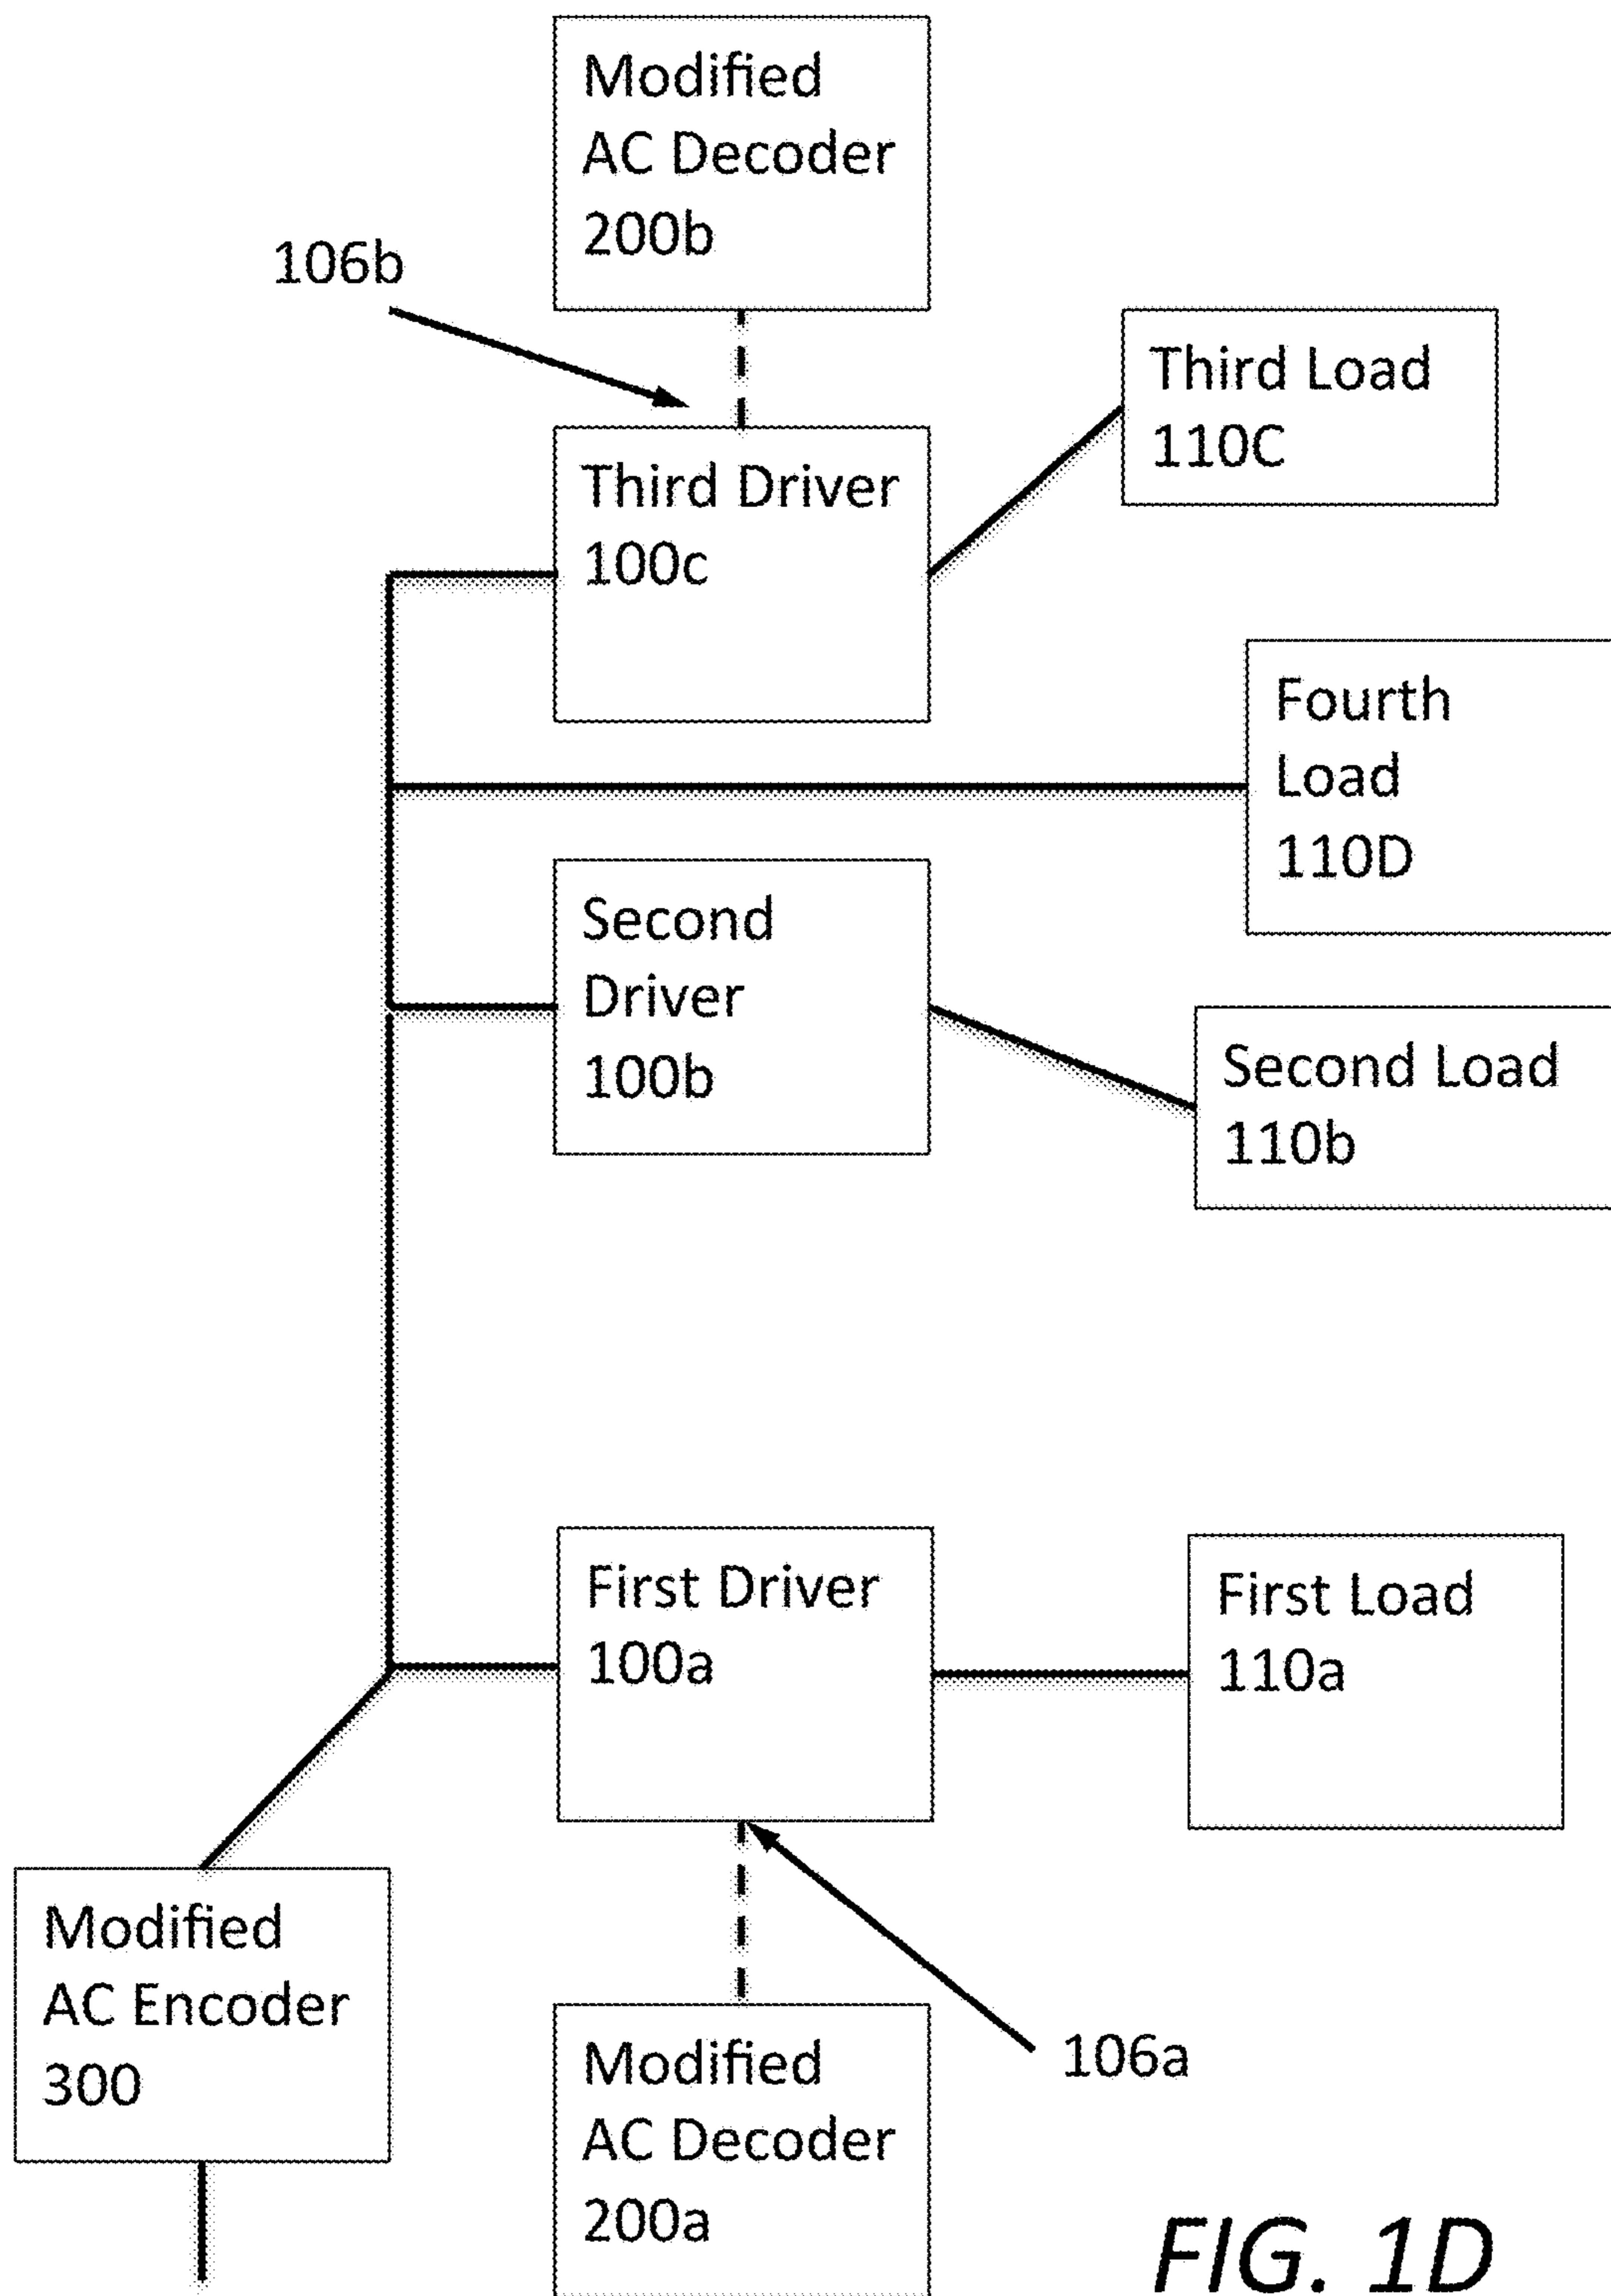 Modified
AC Decoder
200b
106b
Third Load
110C
Third Driver
100c
Fourth
Load
110D
Second
Driver
100b
Second Load
110b
First Driver
100a
First Load
110a
Modified
AC Encoder
300
106a
Modified
AC Decoder
200a
FIG. 1D